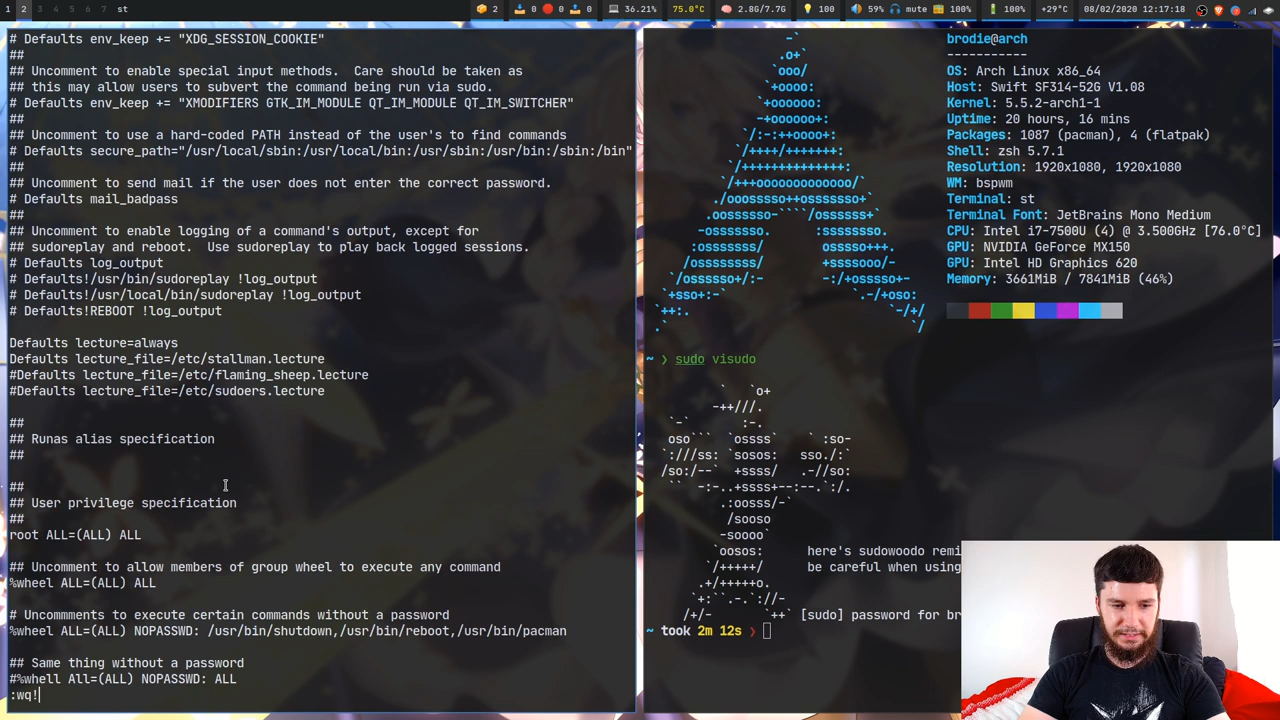 1 2 3 4 5 6 7 st
2 0 0 0 36.21% 75.0°C 2.8G/7.7G 100 59% mute 100% 100% +29°C 08/02/2020 12:17:18
# Defaults env_keep += "XDG_SESSION_COOKIE"
##
## Uncomment to enable special input methods.  Care should be taken as
## this may allow users to subvert the command being run via sudo.
# Defaults env_keep += "XMODIFIERS GTK_IM_MODULE QT_IM_MODULE QT_IM_SWITCHER"
##
## Uncomment to use a hard-coded PATH instead of the user's to find commands
# Defaults secure_path="/usr/local/sbin:/usr/local/bin:/usr/sbin:/usr/bin:/sbin:/bin"
##
## Uncomment to send mail if the user does not enter the correct password.
# Defaults mail_badpass
##
## Uncomment to enable logging of a command's output, except for
## sudoreplay and reboot.  Use sudoreplay to play back logged sessions.
# Defaults log_output
# Defaults!/usr/bin/sudoreplay !log_output
# Defaults!/usr/local/bin/sudoreplay !log_output
# Defaults!REBOOT !log_output
Defaults lecture=always
Defaults lecture_file=/etc/stallman.lecture
#Defaults lecture_file=/etc/flaming_sheep.lecture
#Defaults lecture_file=/etc/sudoers.lecture
##
## Runas alias specification
##
##
## User privilege specification
##
root ALL=(ALL) ALL
## Uncomment to allow members of group wheel to execute any command
%wheel ALL=(ALL) ALL
# Uncomments to execute certain commands without a password
%wheel ALL=(ALL) NOPASSWD: /usr/bin/shutdown,/usr/bin/reboot,/usr/bin/pacman
## Same thing without a password
#%whell All=(ALL) NOPASSWD: ALL
:wq!
brodie@arch
-----------
OS: Arch Linux x86_64
Host: Swift SF314-52G V1.08
Kernel: 5.5.2-arch1-1
Uptime: 20 hours, 16 mins
Packages: 1087 (pacman), 4 (flatpak)
Shell: zsh 5.7.1
Resolution: 1920x1080, 1920x1080
WM: bspwm
Terminal: st
Terminal Font: JetBrains Mono Medium
CPU: Intel i7-7500U (4) @ 3.500GHz [76.0°C]
GPU: NVIDIA GeForce MX150
GPU: Intel HD Graphics 620
Memory: 3661MiB / 7841MiB (46%)
~ ❯ sudo visudo
here's sudowoodo remi
be careful when using
[sudo] password for br
~ took 2m 12s ❯